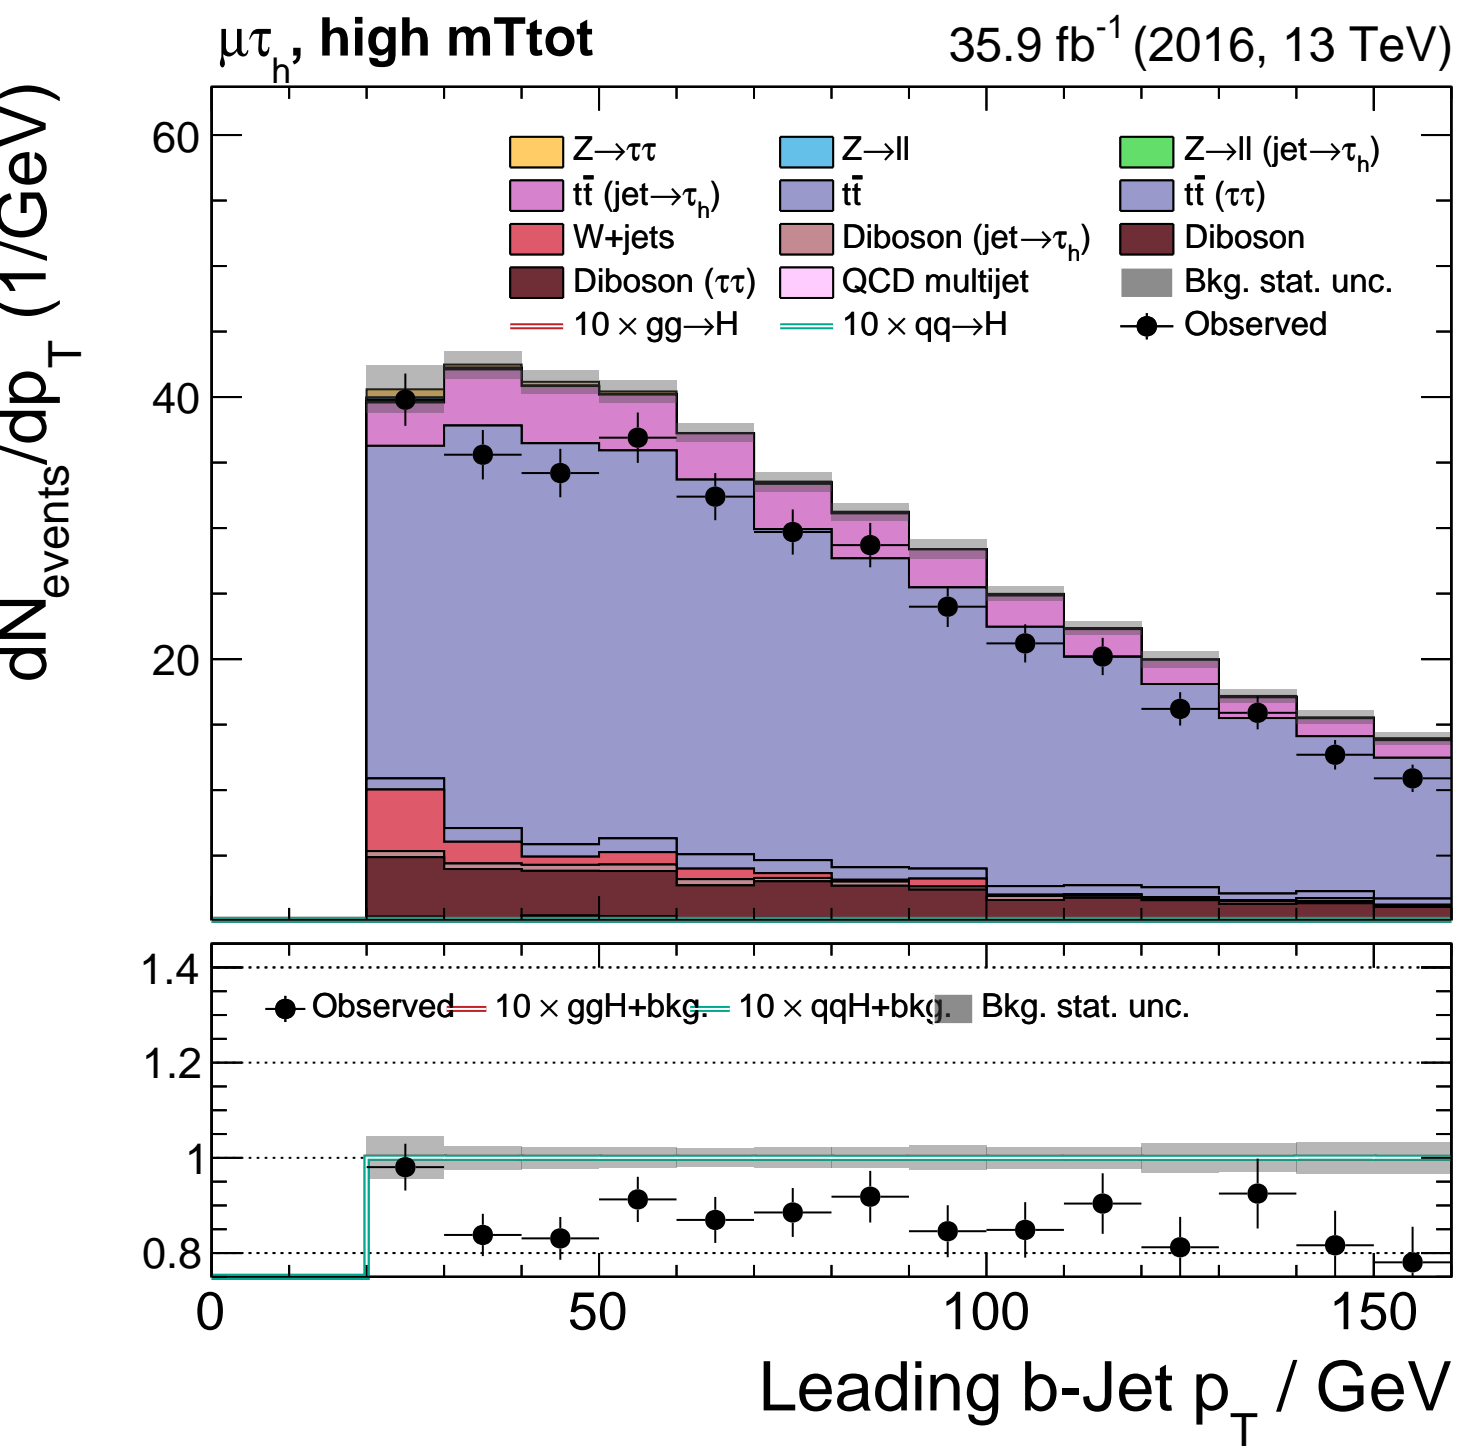 μτh, high mTtot
35.9 fb-1 (2016, 13 TeV)
dNevents/dpT (1/GeV)
60
40
20
Z→ττ
Z→ll
Z→ll (jet→τh)
tt̄ (jet→τh)
tt̄
tt̄ (ττ)
W+jets
Diboson (jet→τh)
Diboson
Diboson (ττ)
QCD multijet
Bkg. stat. unc.
10 × gg→H
10 × qq→H
Observed
1.4
1.2
1
0.8
Observed
10 × ggH+bkg.
10 × qqH+bkg.
Bkg. stat. unc.
0
50
100
150
Leading b-Jet pT / GeV